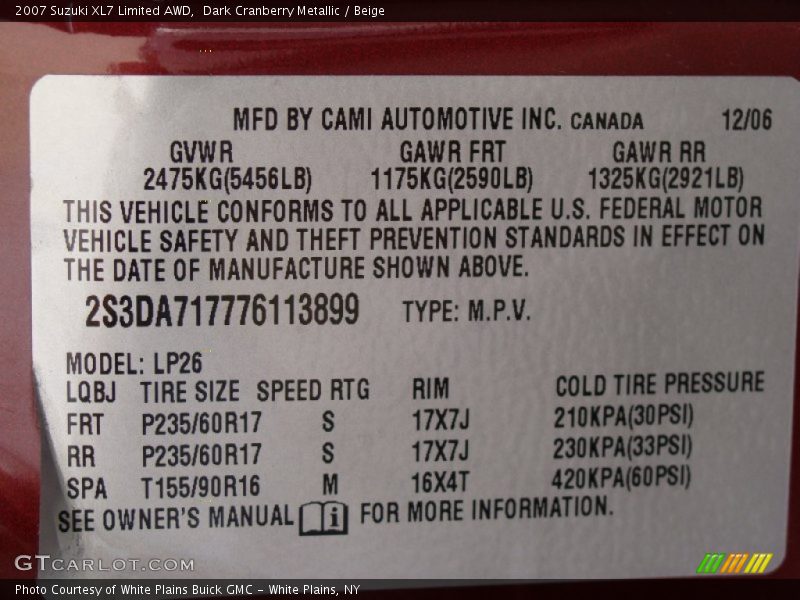 2007 Suzuki XL7 Limited AWD,  Dark Cranberry Metallic / Beige
MFD BY CAMI AUTOMOTIVE INC. CANADA 12/06
GVWR GAWR FRT GAWR RR
2475KG(5456LB) 1175KG(2590LB) 1325KG(2921LB)
THIS VEHICLE CONFORMS TO ALL APPLICABLE U.S. FEDERAL MOTOR
VEHICLE SAFETY AND THEFT PREVENTION STANDARDS IN EFFECT ON
THE DATE OF MANUFACTURE SHOWN ABOVE.
2S3DA717776113899 TYPE: M.P.V.
MODEL: LP26
LQBJ TIRE SIZE SPEED RTG RIM COLD TIRE PRESSURE
FRT P235/60R17 S 17X7J 210KPA(30PSI)
RR P235/60R17 S 17X7J 230KPA(33PSI)
SPA T155/90R16 M 16X4T 420KPA(60PSI)
SEE OWNER'S MANUAL i FOR MORE INFORMATION.
GTCARLOT.COM
Photo Courtesy of White Plains Buick GMC - White Plains, NY